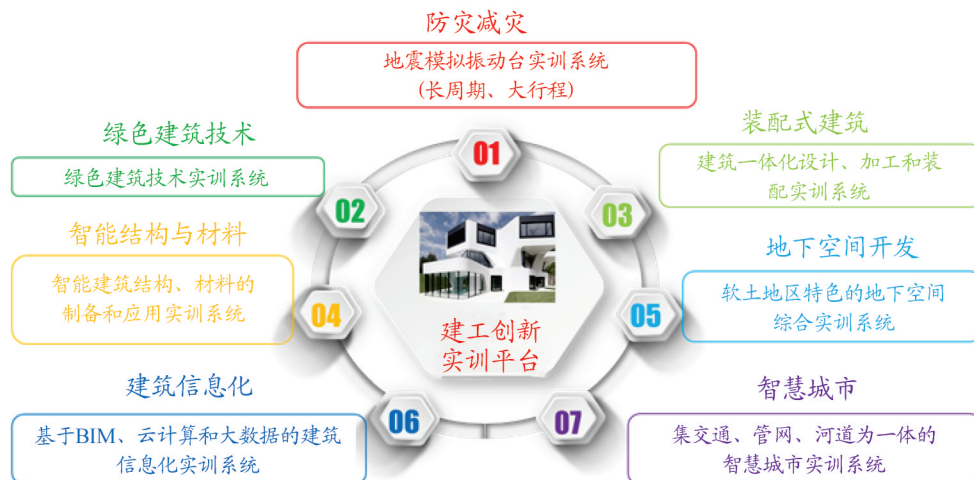 防灾减灾
地震模拟振动台实训系统
(长周期、大行程)
01
绿色建筑技术
绿色建筑技术实训系统
02
装配式建筑
建筑一体化设计、加工和装
配实训系统
03
智能结构与材料
智能建筑结构、材料的
制备和应用实训系统
04
地下空间开发
软土地区特色的地下空间
综合实训系统
05
建工创新
实训平台
建筑信息化
基于BIM、云计算和大数据的建筑
信息化实训系统
06
智慧城市
集交通、管网、河道为一体的
智慧城市实训系统
07